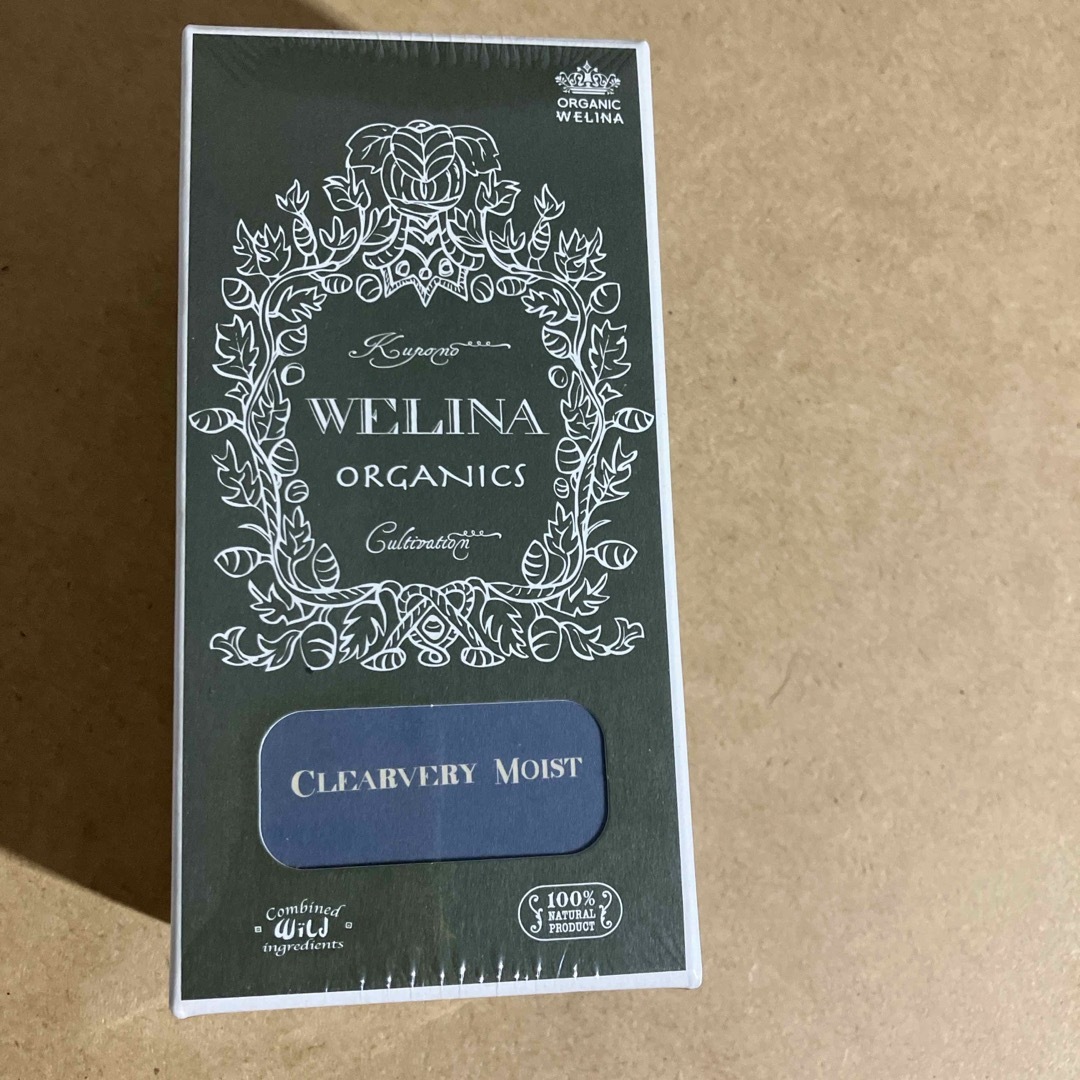 ORGANIC
WELINA
Kupono
WELINA
ORGANICS
Cultivation
CLEARVERY MOIST
Combined
Wild
ingredients
100%
NATURAL
PRODUCT